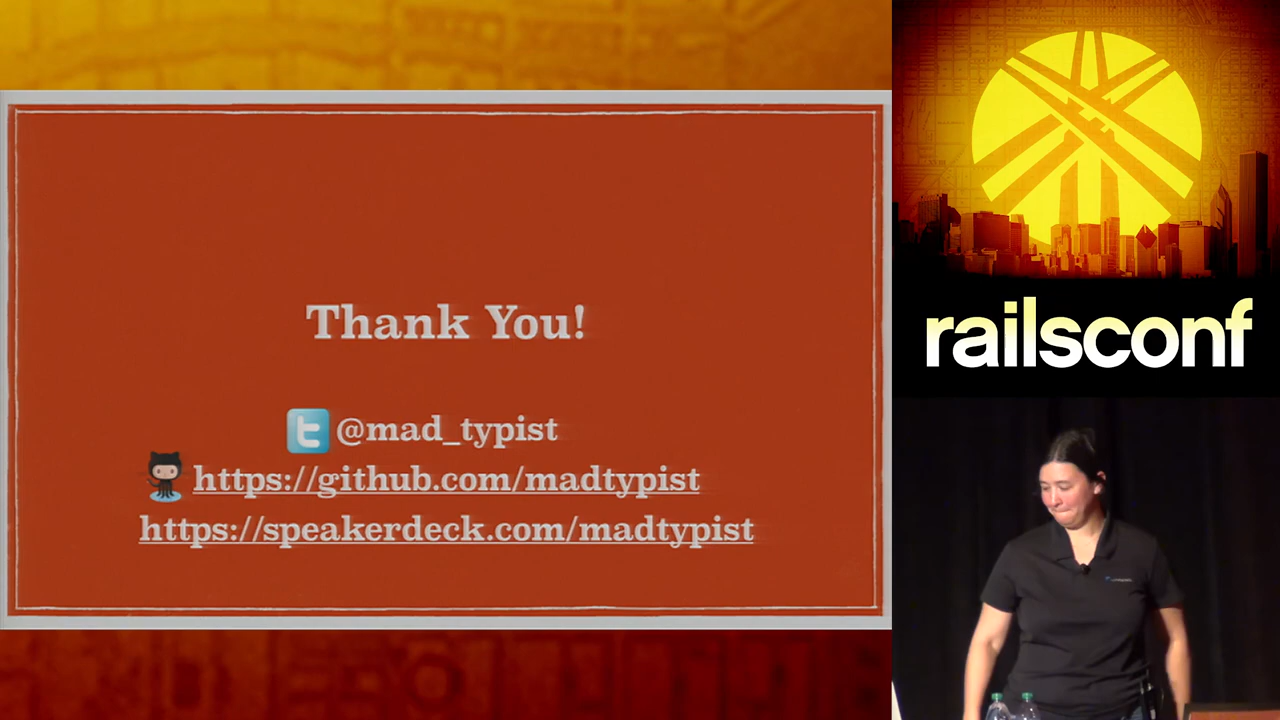 Thank You!
@mad_typist
https://github.com/madtypist
https://speakerdeck.com/madtypist
railsconf